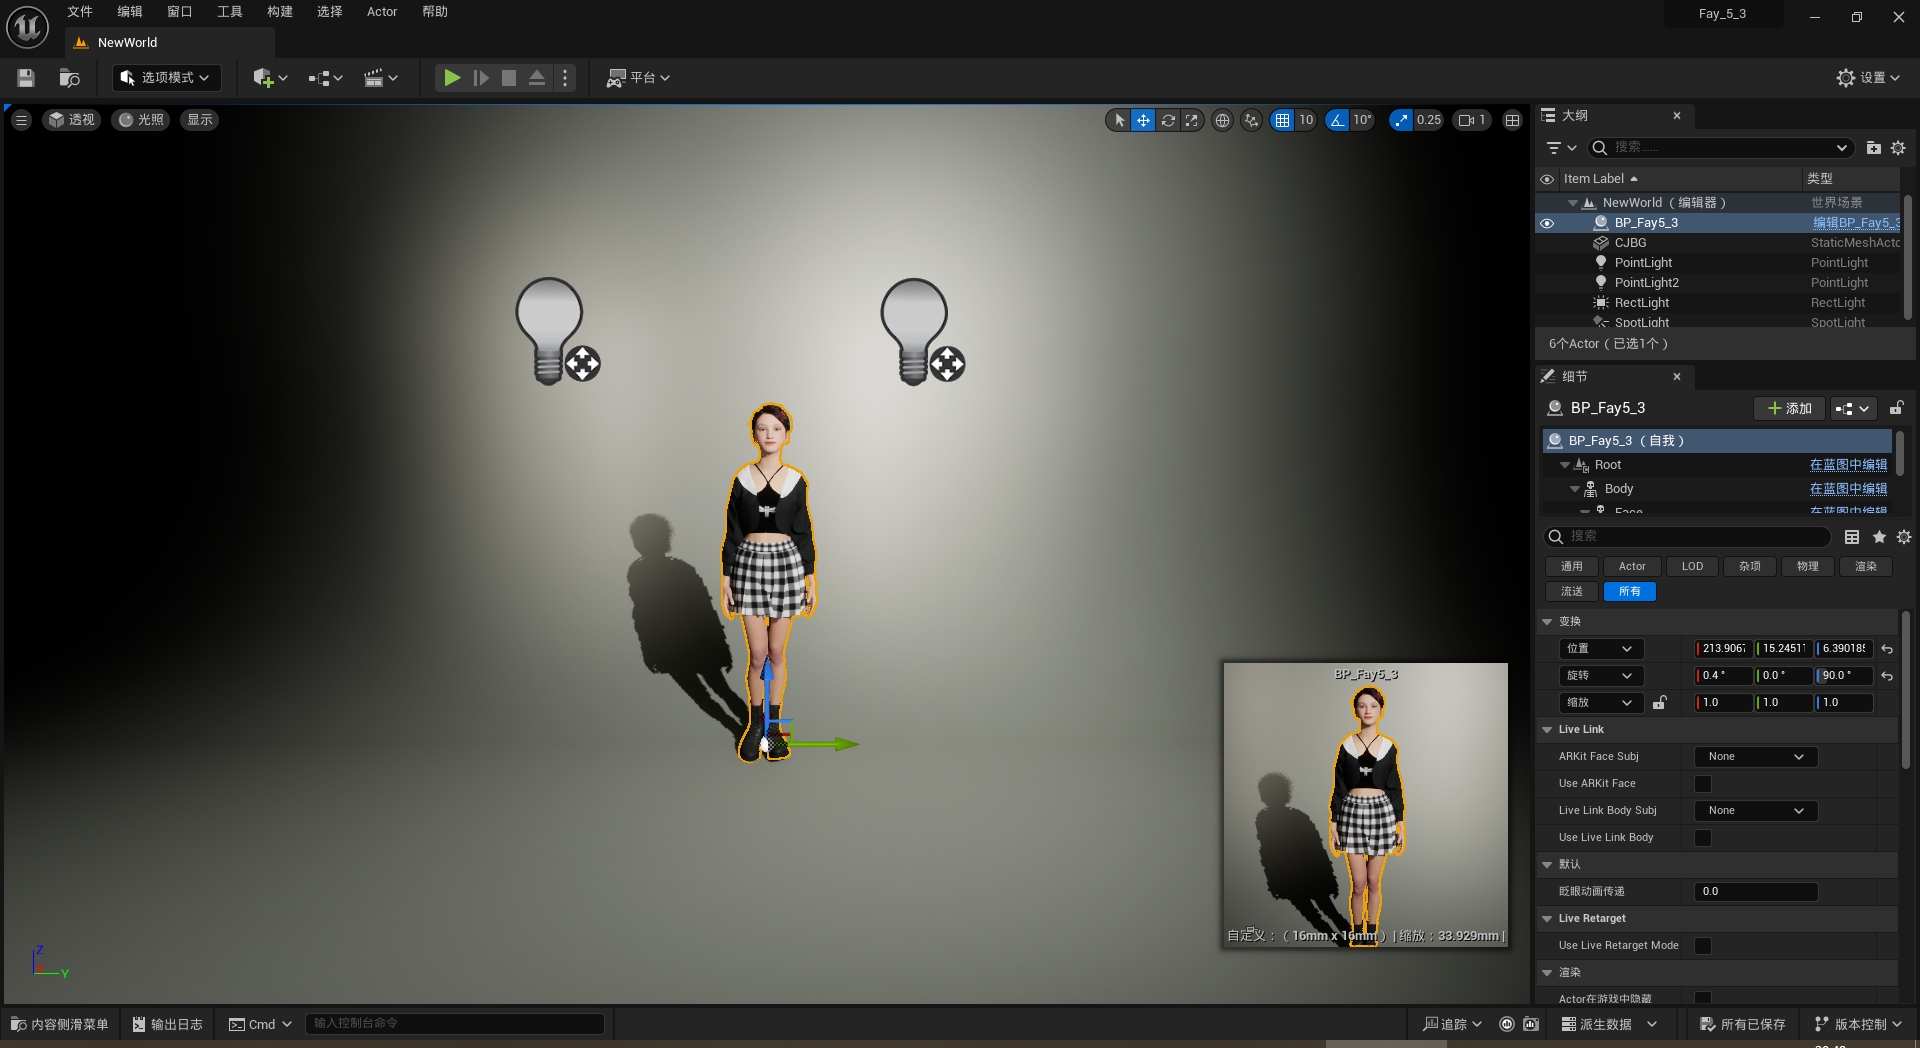 文件 编辑 窗口 工具 构建 选择 Actor 帮助 Fay_5_3
NewWorld
选项模式 平台 设置
透视 光照 显示 10 10° 0.25 1
大纲
搜索......
Item Label 类型
NewWorld（编辑器） 世界场景
BP_Fay5_3 编辑BP_Fay5_3
CJBG StaticMeshActo
PointLight PointLight
PointLight2 PointLight
RectLight RectLight
SpotLight SpotLight
6个Actor（已选1个）
细节
BP_Fay5_3 添加
BP_Fay5_3 （自我）
Root 在蓝图中编辑
Body 在蓝图中编辑
Face 在蓝图中编辑
搜索
通用 Actor LOD 杂项 物理 渲染
流送 所有
变换
位置 213.9067 15.24511 6.390185
旋转 0.4 ° 0.0 ° 90.0 °
缩放 1.0 1.0 1.0
Live Link
ARKit Face Subj None
Use ARKit Face
Live Link Body Subj None
Use Live Link Body
默认
眨眼动画传递 0.0
Live Retarget
Use Live Retarget Mode
渲染
Actor在游戏中隐藏
BP_Fay5_3
自定义：（16mm x 16mm）| 缩放：33.929mm |
Z
Y
内容侧滑菜单 输出日志 Cmd 输入控制台命令 追踪 派生数据 所有已保存 版本控制